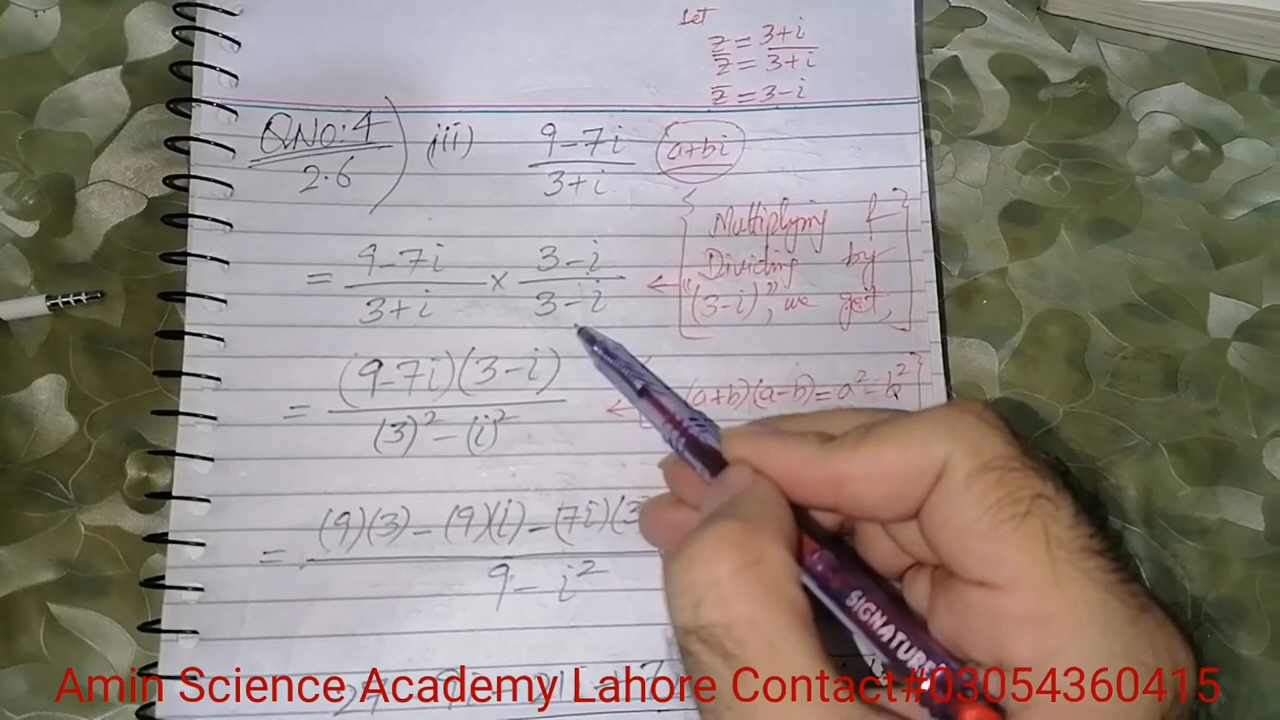 Let
z = 3+i
z̅ = 3+i
z̅ = 3-i
Q.NO:4 / 2.6) (iii) 9-7i / 3+i (a+bi)
= 9-7i / 3+i × 3-i / 3-i ←
Multiplying &
Dividing by
"(3-i)", we get,
= (9-7i)(3-i) / (3)² - (i)² ← (a+b)(a-b) = a² - b²
= (9)(3) - (9)(i) - (7i)(3 / 9 - i²
SIGNATURE
Amin Science Academy Lahore Contact#03054360415